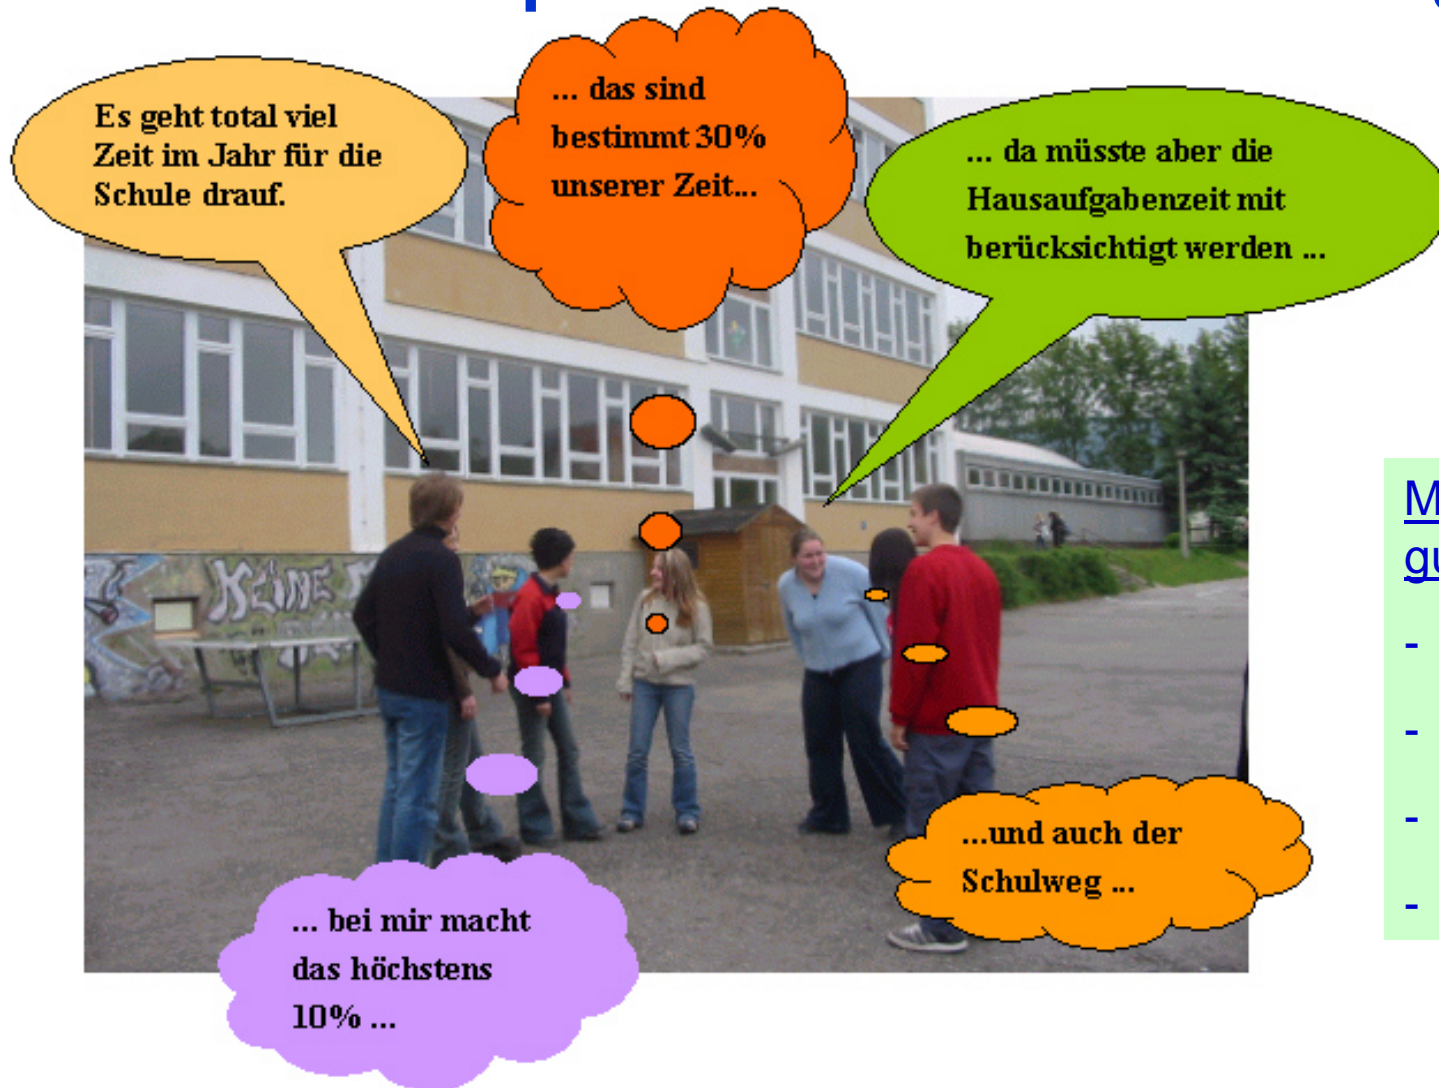 Es geht total viel
Zeit im Jahr für die
Schule drauf.
... das sind
bestimmt 30%
unserer Zeit...
... da müsste aber die
Hausaufgabenzeit mit
berücksichtigt werden ...
KEINE
...und auch der
Schulweg ...
... bei mir macht
das höchstens
10% ...
-
-
-
-